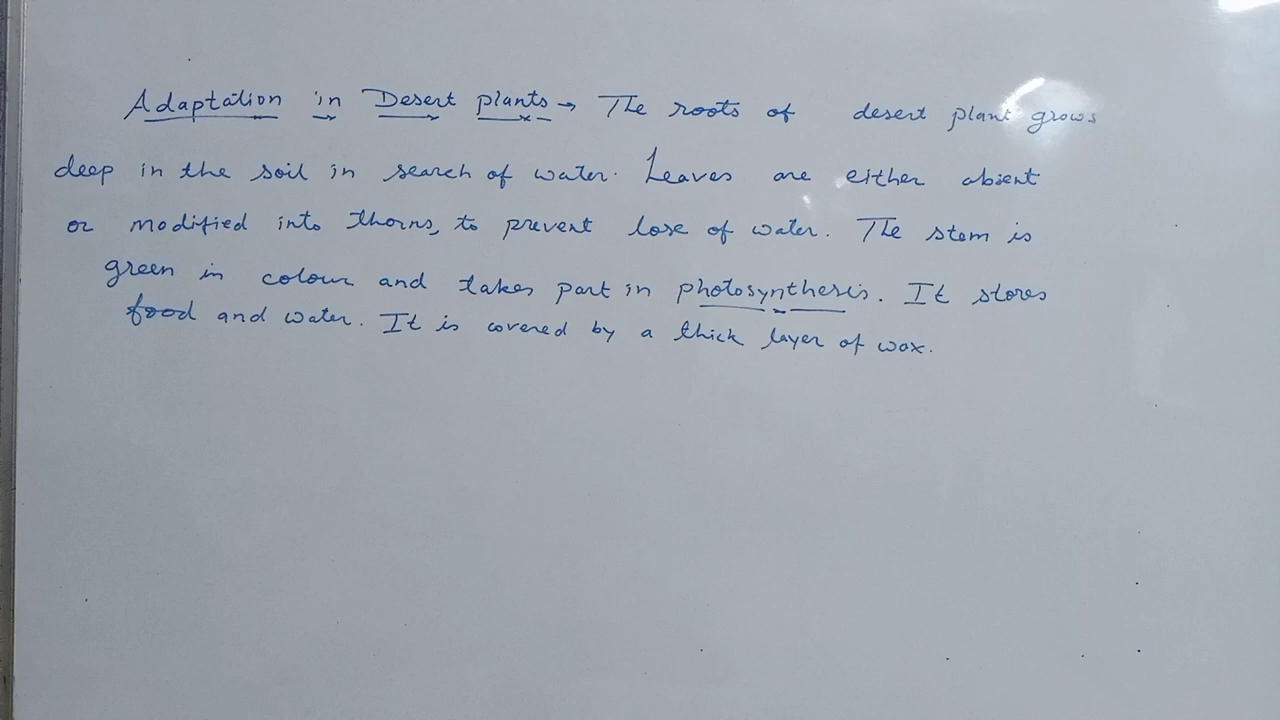 Adaptation in Desert plants → The roots of desert plant grows
deep in the soil in search of water. Leaves are either absent
or modified into thorns, to prevent lose of water. The stem is
green in colour and takes part in photosynthesis. It stores
food and water. It is covered by a thick layer of wax.